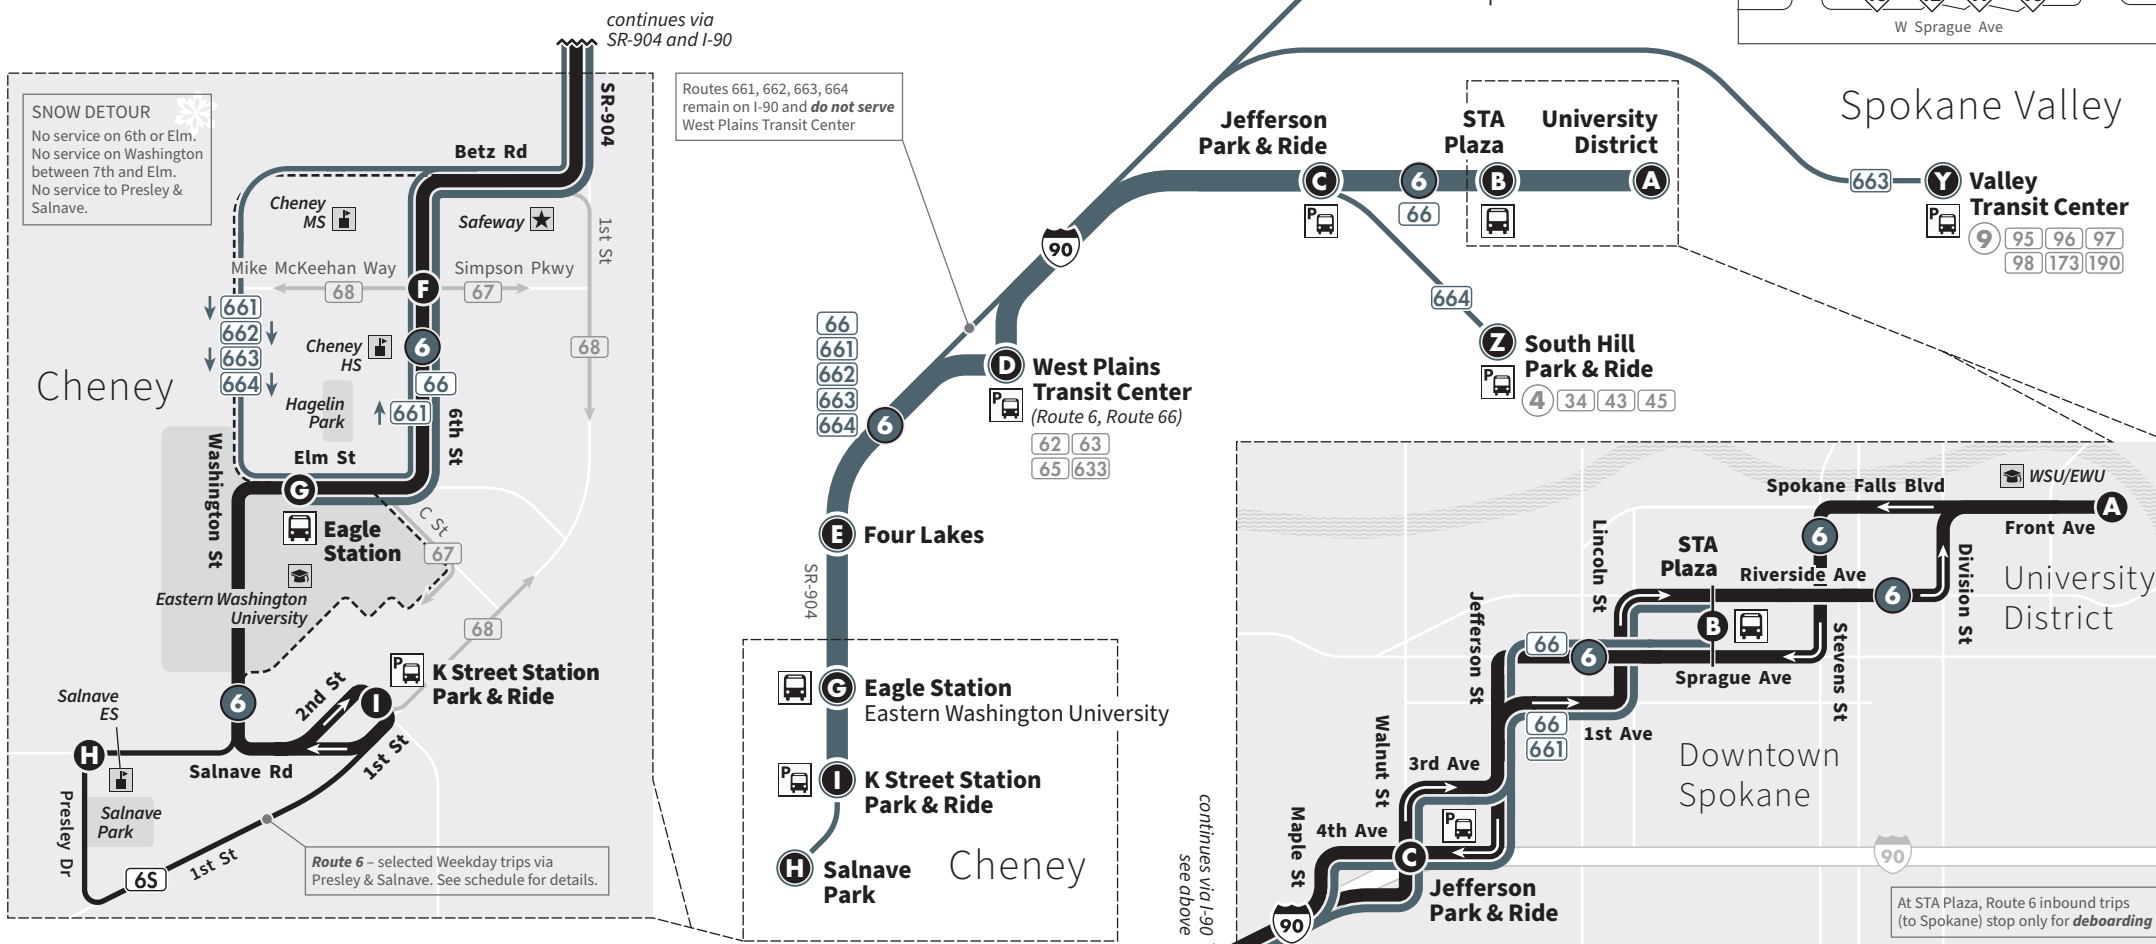 continues via
SR-904 and I-90
W Sprague Ave
SNOW DETOUR
No service on 6th or Elm.
No service on Washington
between 7th and Elm.
No service to Presley &
Salnave.
SR-904
Betz Rd
Cheney
MS
Safeway
1st St
Mike McKeehan Way
Simpson Pkwy
68
F
67
661
662
663
664
Cheney
HS
6
68
66
Hagelin
Park
661
6th St
Cheney
Washington St
Elm St
G
Eagle
Station
C St
67
Eastern Washington
University
68
K Street Station
Park & Ride
2nd St
I
6
Salnave
ES
H
Salnave Rd
1st St
Presley Dr
Salnave
Park
6S
1st St
Route 6 – selected Weekday trips via
Presley & Salnave. See schedule for details.
Routes 661, 662, 663, 664
remain on I-90 and do not serve
West Plains Transit Center
Jefferson
Park & Ride
STA
Plaza
University
District
C
6
B
A
66
P
90
Spokane Valley
663
Y
Valley
Transit Center
P
9
95
96
97
98
173
190
664
Z
South Hill
Park & Ride
P
4
34
43
45
66
661
662
663
664
6
D
West Plains
Transit Center
(Route 6, Route 66)
P
62
63
65
633
E
Four Lakes
SR-904
G
Eagle Station
Eastern Washington University
P
I
K Street Station
Park & Ride
H
Salnave
Park
Cheney
WSU/EWU
Spokane Falls Blvd
A
Front Ave
6
Lincoln St
STA
Plaza
Riverside Ave
6
Division St
University
District
Jefferson St
66
6
B
Sprague Ave
Stevens St
66
661
1st Ave
Walnut St
3rd Ave
Downtown
Spokane
P
Maple St
4th Ave
C
90
Jefferson
Park & Ride
90
continues via I-90
see above
At STA Plaza, Route 6 inbound trips
(to Spokane) stop only for deboarding